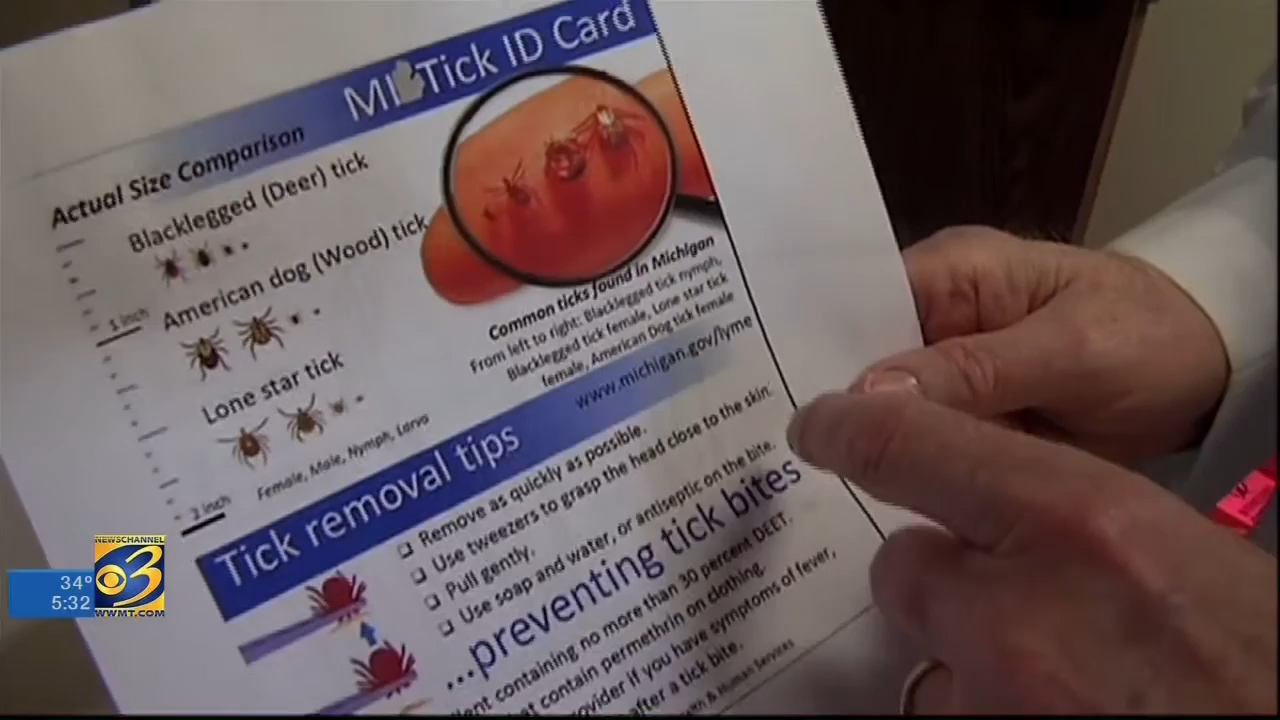 MI Tick ID Card
Actual Size Comparison
Blacklegged (Deer) tick
American dog (Wood) tick
1 inch
Lone star tick
Female, Male, Nymph, Larva
2 inch
Common ticks found in Michigan
From left to right: Blacklegged tick nymph,
Blacklegged tick female, Lone star tick
female, American Dog tick female
www.michigan.gov/lyme
Tick removal tips
Remove as quickly as possible.
Use tweezers to grasp the head close to the skin.
Pull gently.
Use soap and water, or antiseptic on the bite.
...preventing tick bites
containing no more than 30 percent DEET.
contain permethrin on clothing.
if you have symptoms of fever,
after a tick bite.
& Human Services
NEWSCHANNEL
3
WWMT.COM
34°
5:32